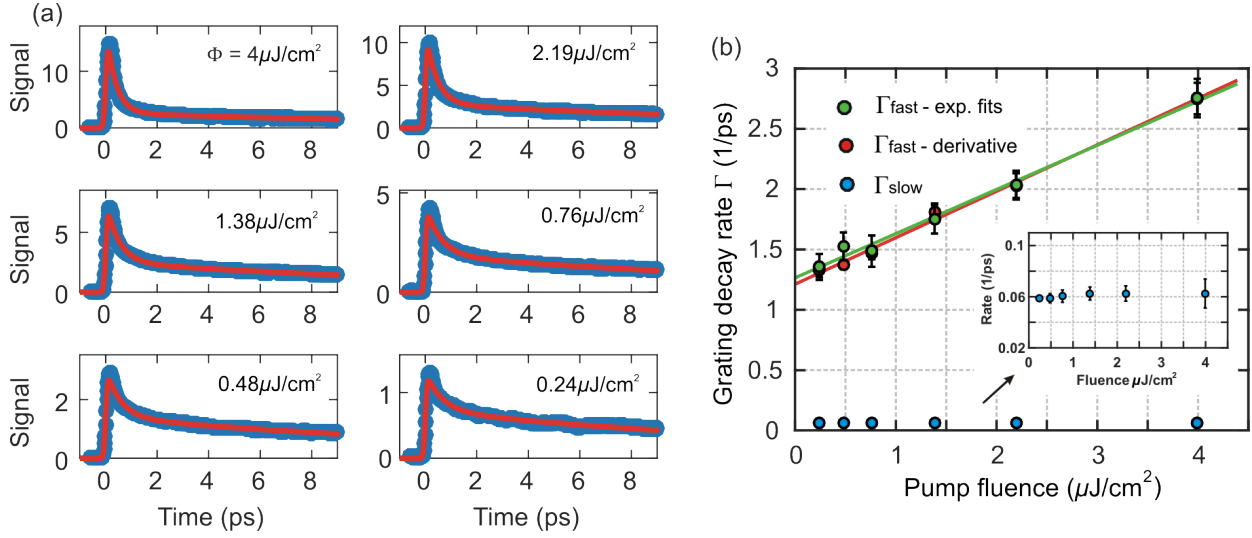 (a)
Signal
15
Φ = 4μJ/cm²
10
0
0 2 4 6 8
10
2.19μJ/cm²
5
0
0 2 4 6 8
Signal
1.38μJ/cm²
5
0
0 2 4 6 8
5
0.76μJ/cm²
0
0 2 4 6 8
Signal
0.48μJ/cm²
2
0
0 2 4 6 8
Time (ps)
0.24μJ/cm²
1
0
0 2 4 6 8
Time (ps)
(b)
Grating decay rate Γ (1/ps)
3
2.5
2
1.5
1
0.5
0
Γfast - exp. fits
Γfast - derivative
Γslow
Rate (1/ps)
0.10
0.06
0.02
0 1 2 3 4
Fluence μJ/cm²
0 1 2 3 4
Pump fluence (μJ/cm²)